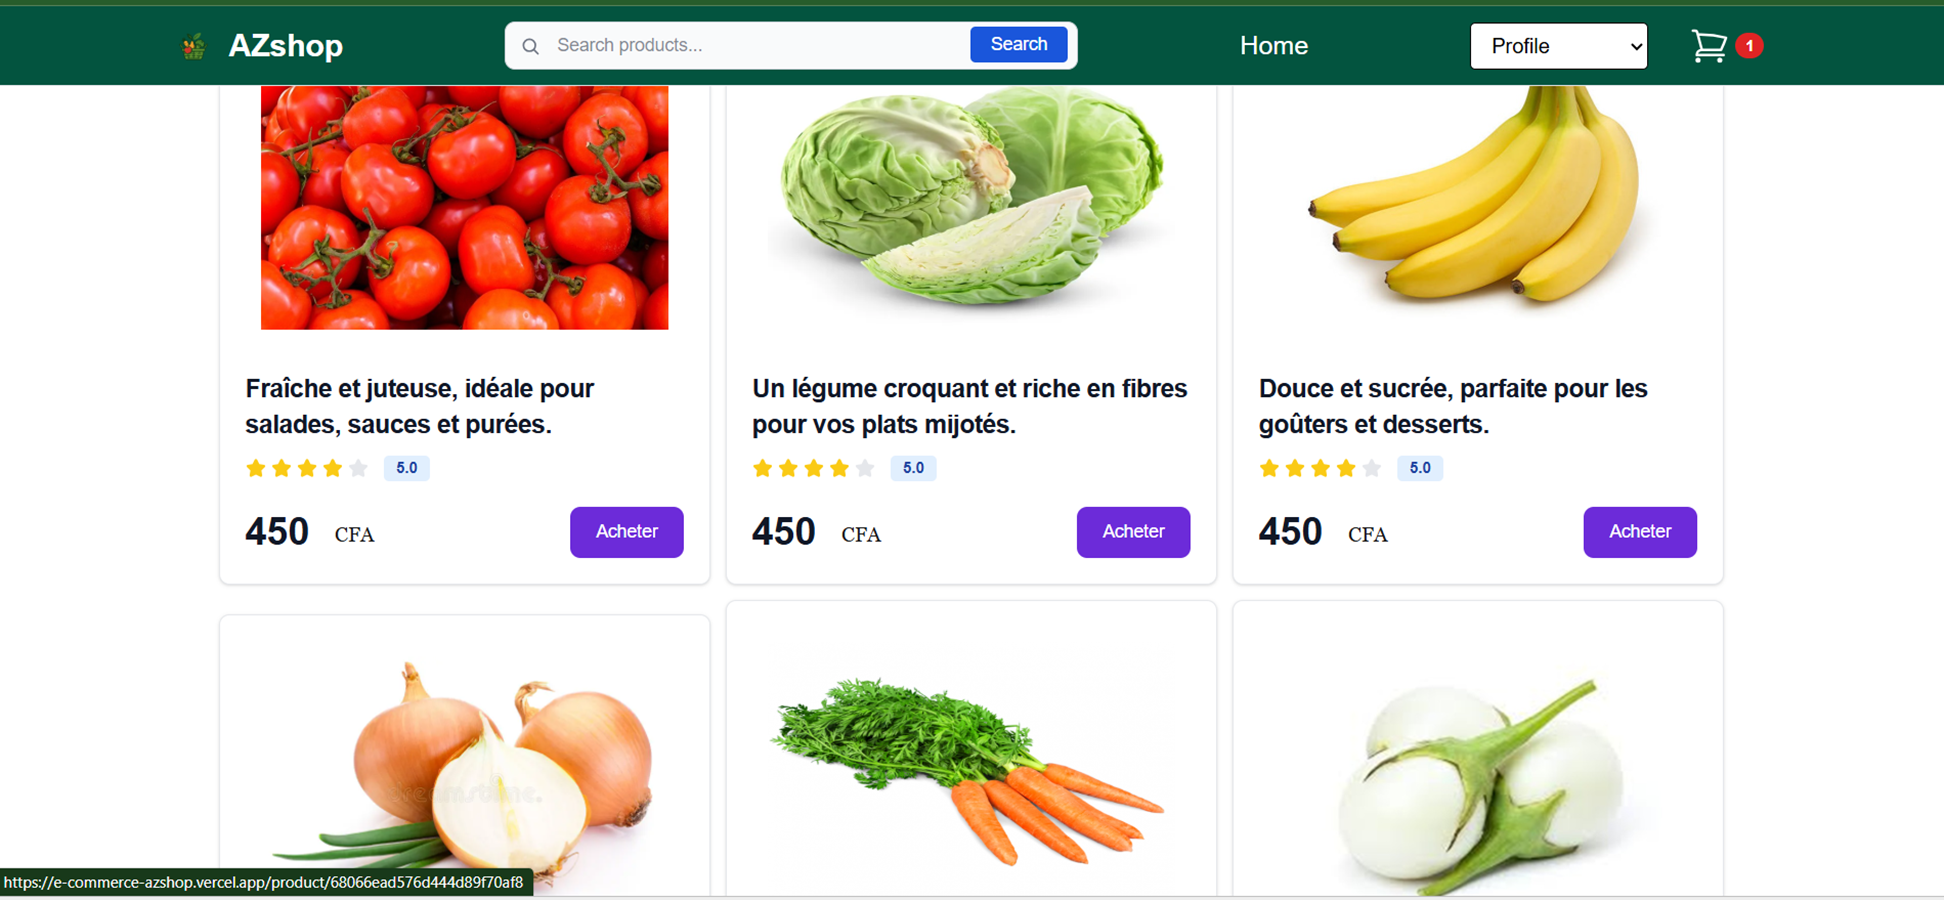 AZshop
Search products...
Search
Home
Profile
1
Fraîche et juteuse, idéale pour
salades, sauces et purées.
5.0
450 CFA
Acheter
Un légume croquant et riche en fibres
pour vos plats mijotés.
5.0
450 CFA
Acheter
Douce et sucrée, parfaite pour les
goûters et desserts.
5.0
450 CFA
Acheter
dreamstime.
https://e-commerce-azshop.vercel.app/product/68066ead576d444d89f70af8